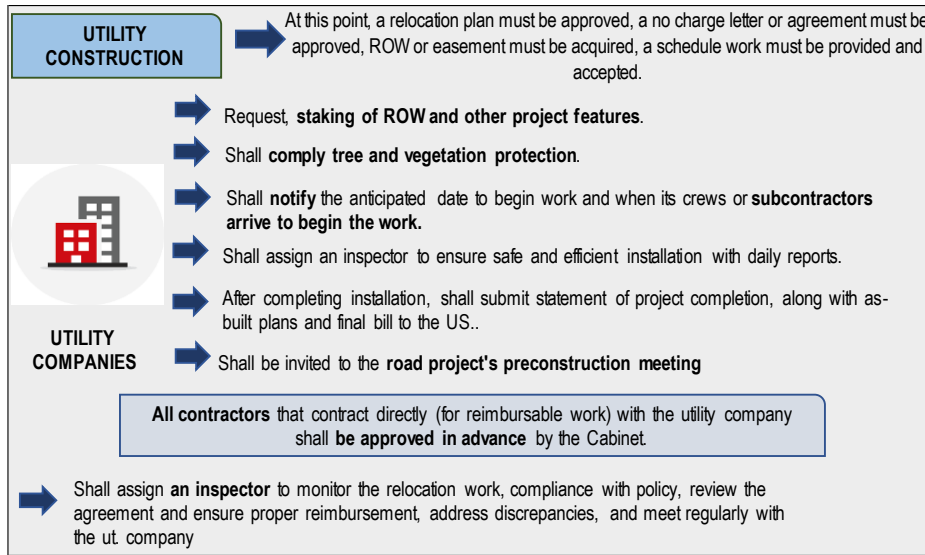 UTILITY
CONSTRUCTION
At this point, a relocation plan must be approved, a no charge letter or agreement must be
approved, ROW or easement must be acquired, a schedule work must be provided and
accepted.
Request, staking of ROW and other project features.
Shall comply tree and vegetation protection.
Shall notify the anticipated date to begin work and when its crews or subcontractors
arrive to begin the work.
Shall assign an inspector to ensure safe and efficient installation with daily reports.
After completing installation, shall submit statement of project completion, along with as-
built plans and final bill to the US..
UTILITY
COMPANIES
Shall be invited to the road project's preconstruction meeting
All contractors that contract directly (for reimbursable work) with the utility company
shall be approved in advance by the Cabinet.
Shall assign an inspector to monitor the relocation work, compliance with policy, review the
agreement and ensure proper reimbursement, address discrepancies, and meet regularly with
the ut. company